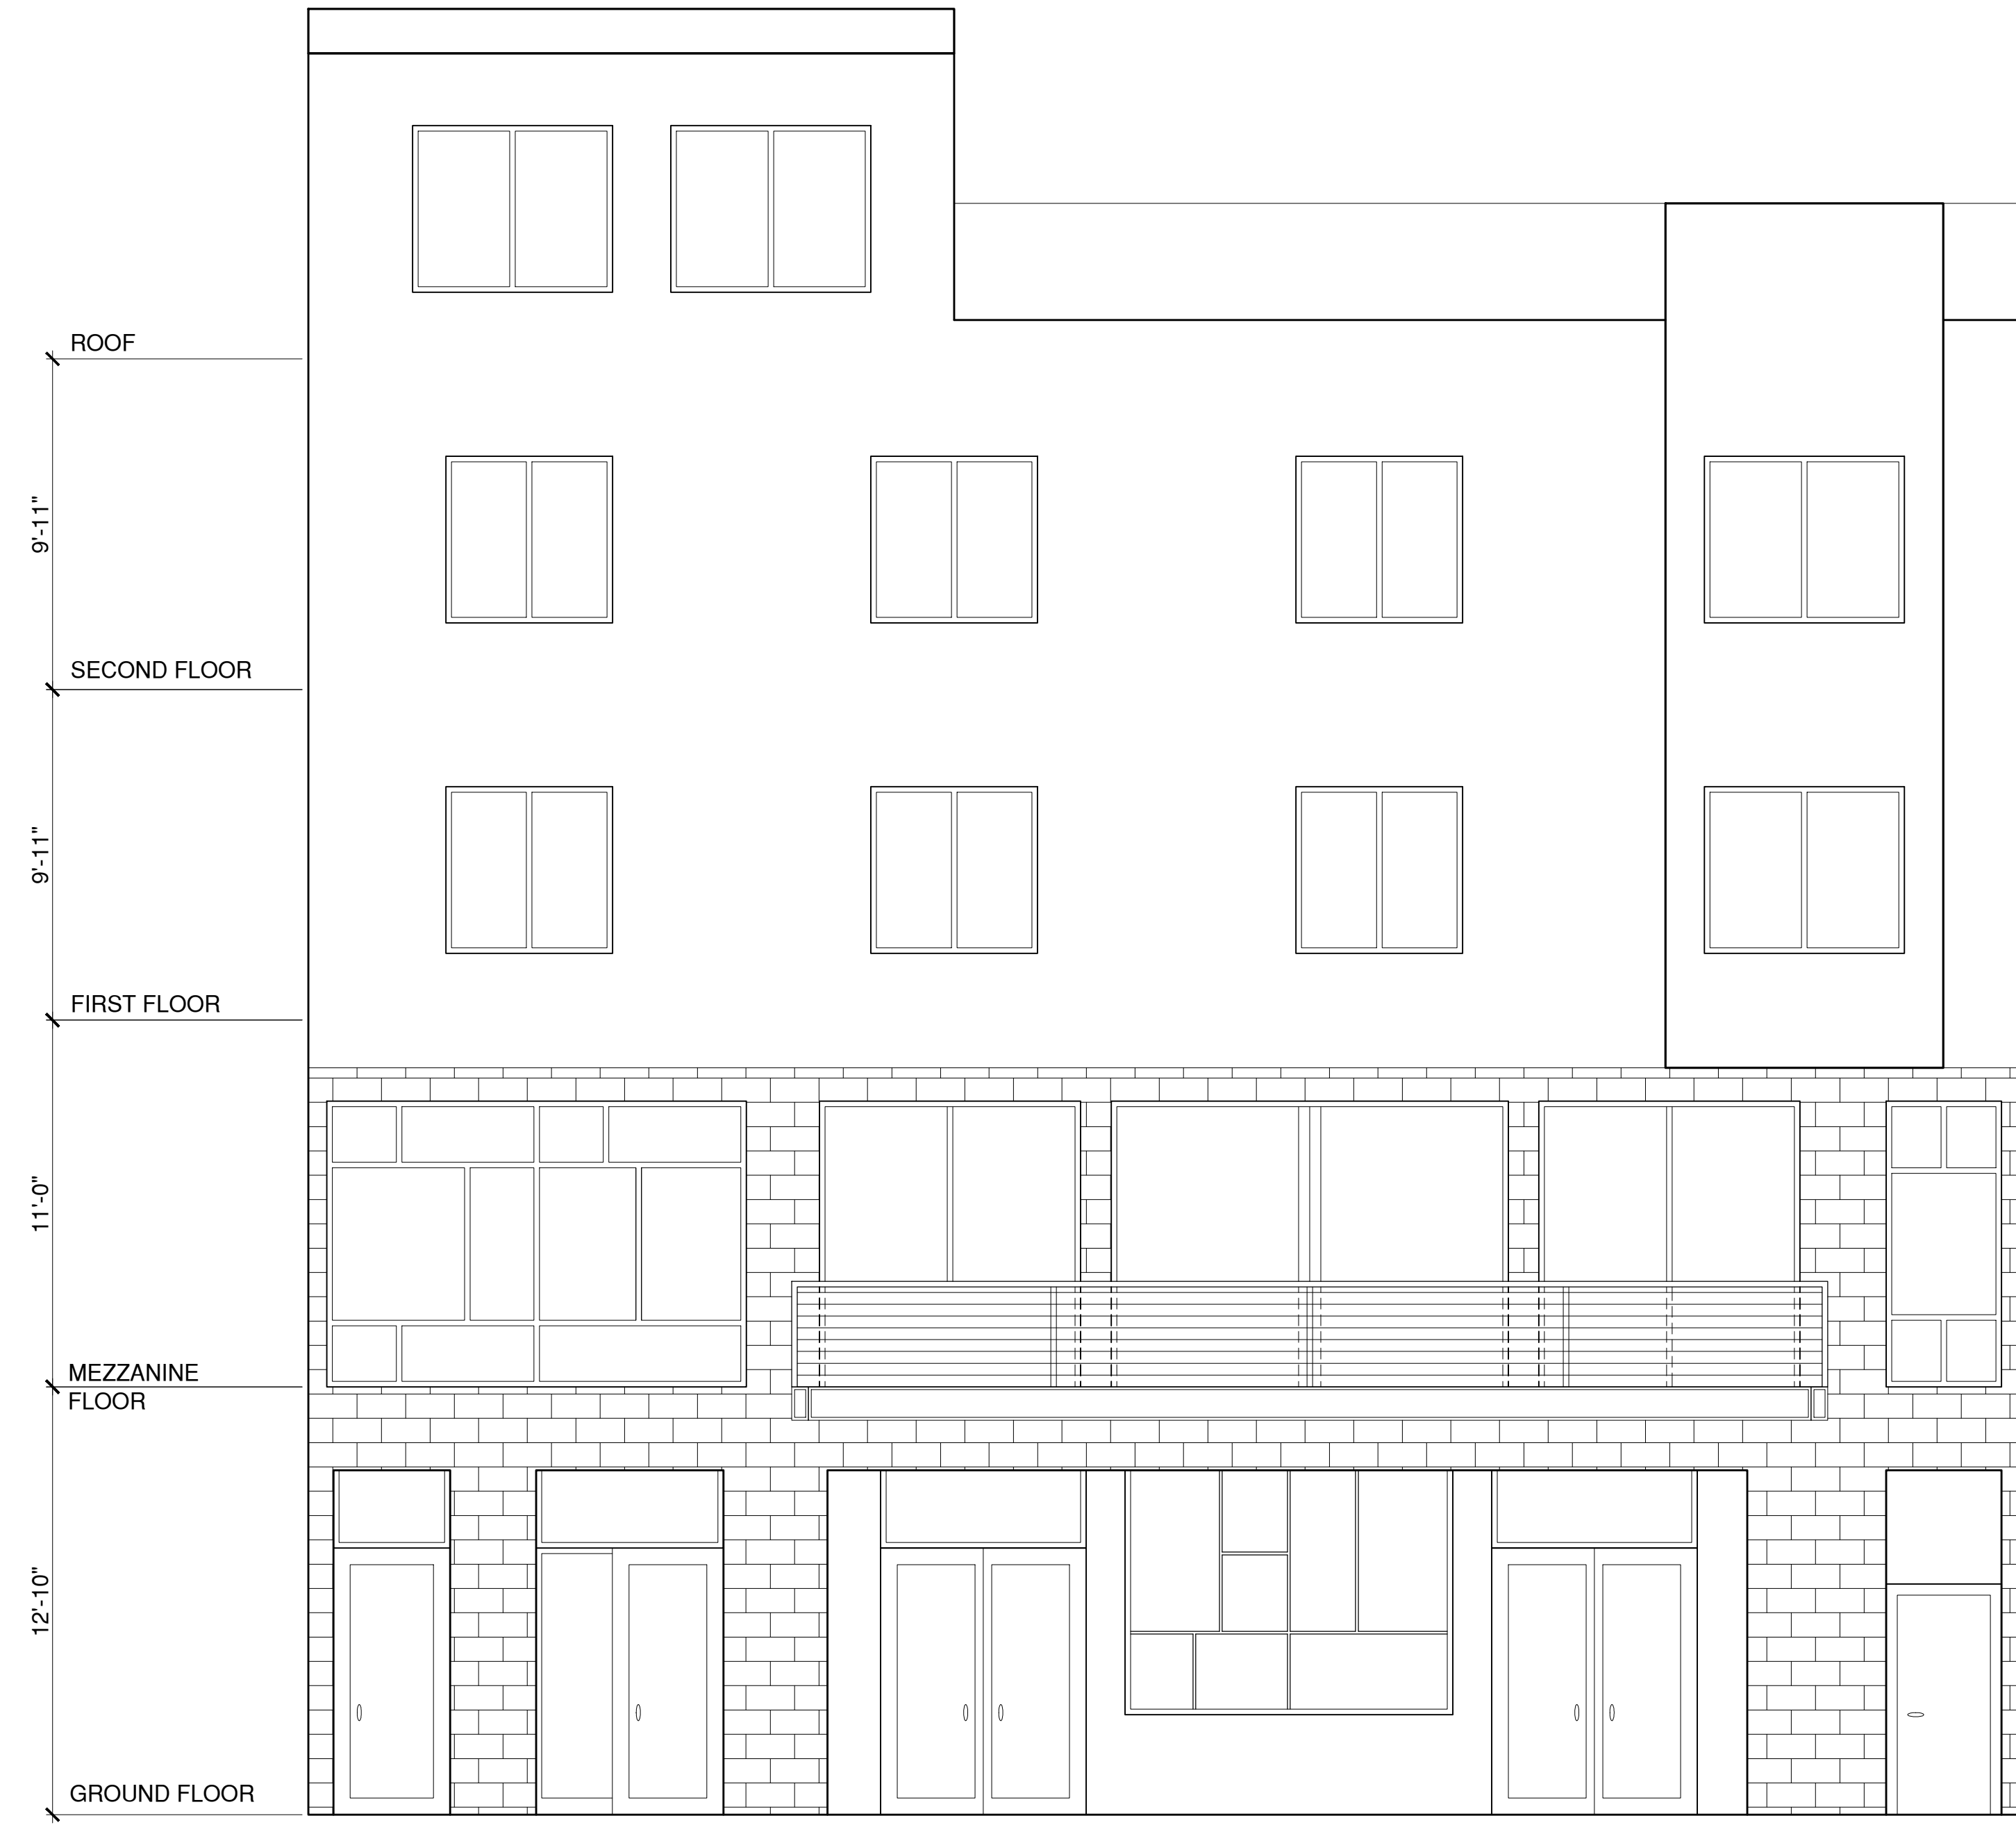 ROOF
9'-11"
SECOND FLOOR
9'-11"
FIRST FLOOR
11'-0"
MEZZANINE
FLOOR
12'-10"
GROUND FLOOR